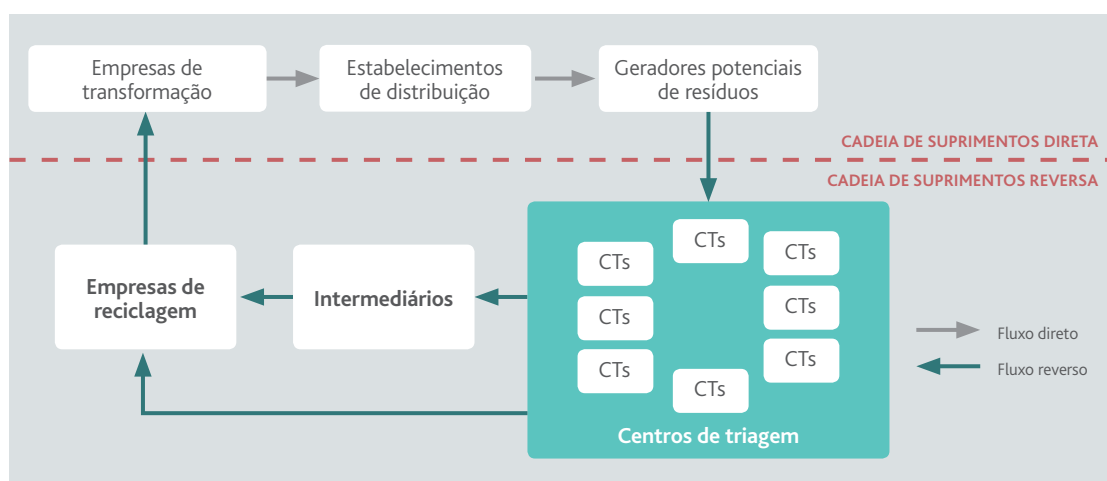 Empresas de
transformação
Estabelecimentos
de distribuição
Geradores potenciais
de resíduos
CADEIA DE SUPRIMENTOS DIRETA
CADEIA DE SUPRIMENTOS REVERSA
Empresas de
reciclagem
Intermediários
CTs
CTs
CTs
CTs
CTs
CTs
CTs
CTs
Centros de triagem
Fluxo direto
Fluxo reverso